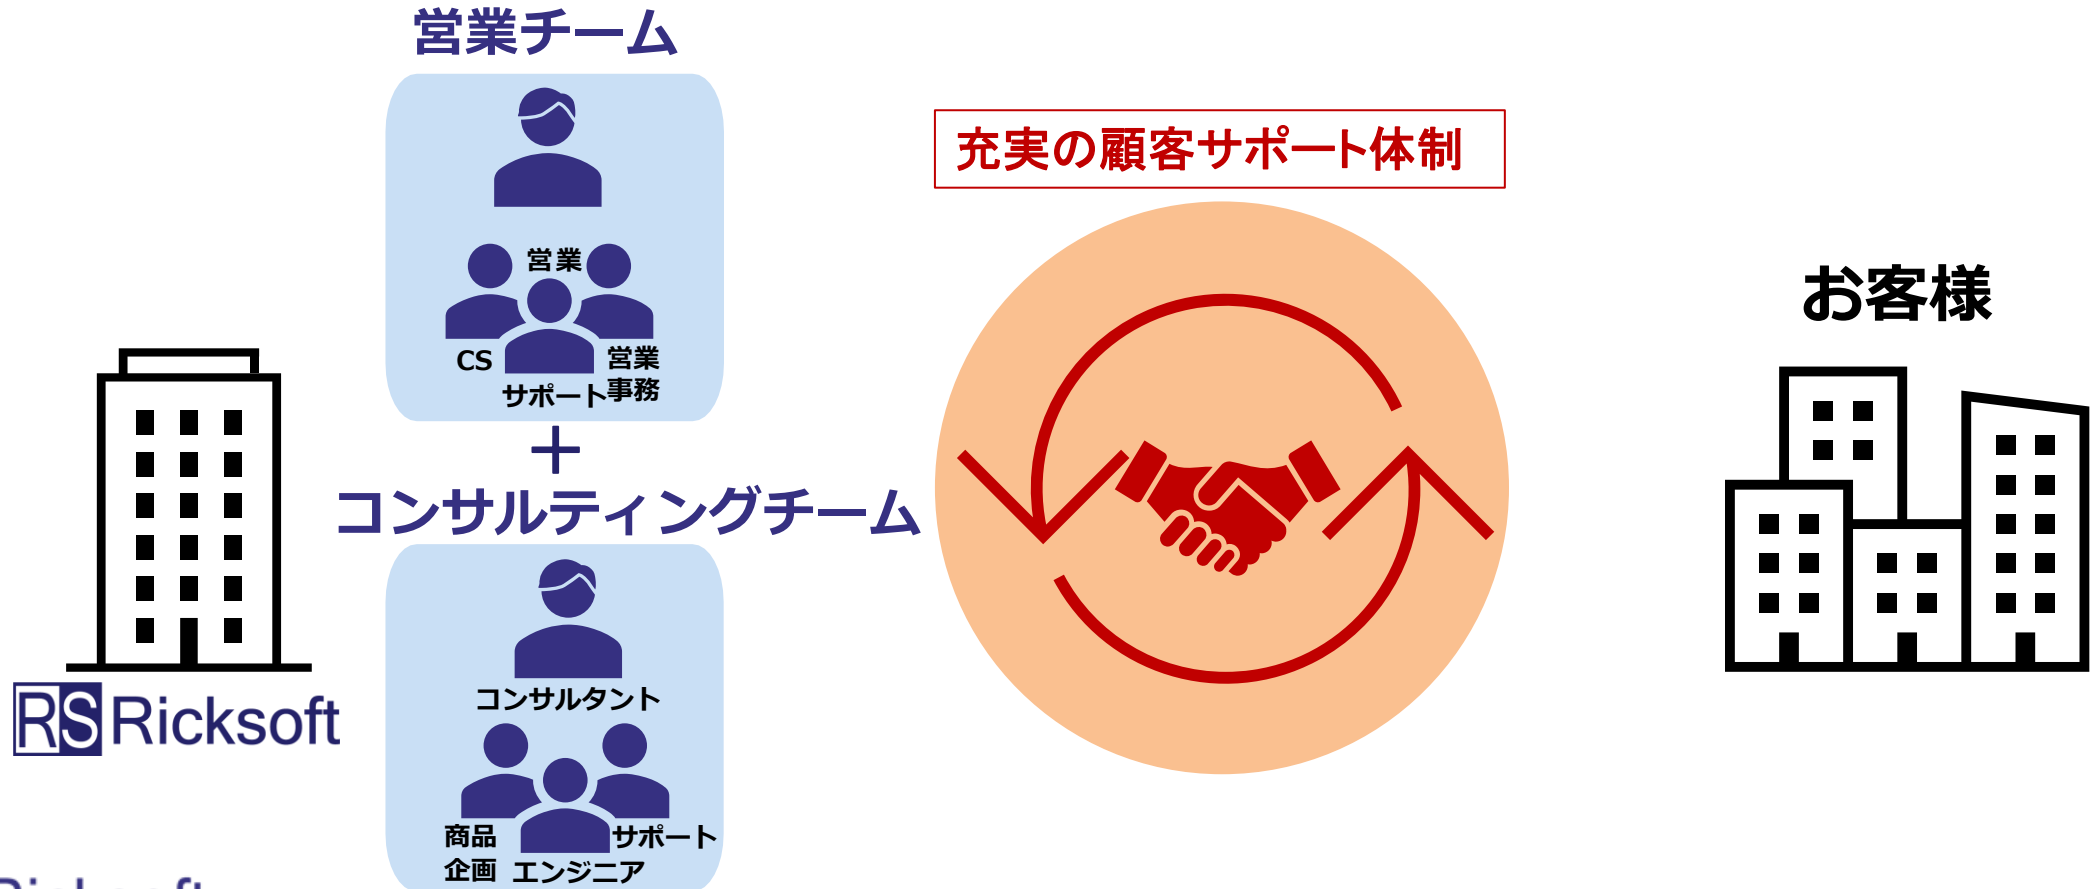 営業チーム
営業
CS
サポート
営業
事務
＋
コンサルティングチーム
コンサルタント
商品
企画
エンジニア
サポート
RS Ricksoft
充実の顧客サポート体制
お客様